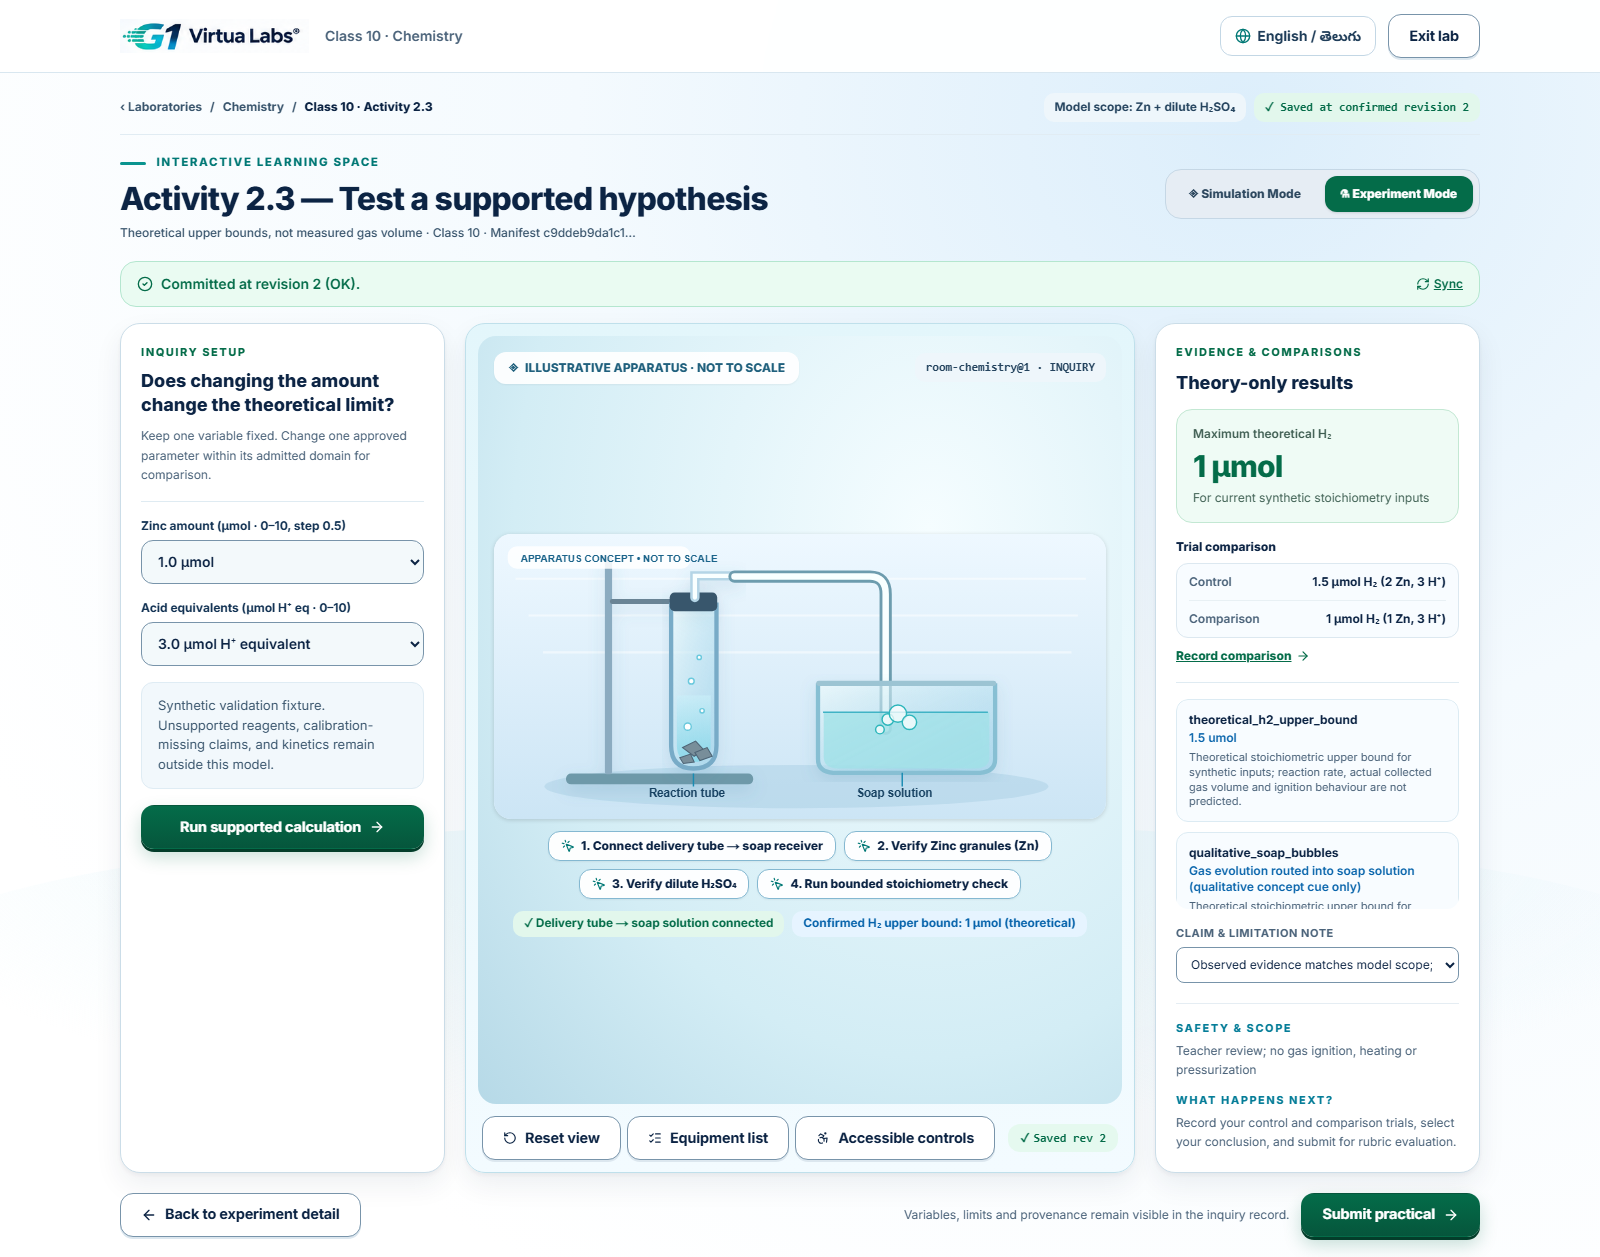 G1 Virtua Labs®
Class 10 · Chemistry
English / తెలుగు
Exit lab
‹ Laboratories / Chemistry / Class 10 · Activity 2.3
Model scope: Zn + dilute H₂SO₄
✓ Saved at confirmed revision 2
INTERACTIVE LEARNING SPACE
Activity 2.3 — Test a supported hypothesis
Theoretical upper bounds, not measured gas volume · Class 10 · Manifest c9ddeb9da1c1…
Simulation Mode
Experiment Mode
Committed at revision 2 (OK).
Sync
INQUIRY SETUP
Does changing the amount
change the theoretical limit?
Keep one variable fixed. Change one approved
parameter within its admitted domain for
comparison.
Zinc amount (μmol · 0–10, step 0.5)
1.0 μmol
Acid equivalents (μmol H⁺ eq · 0–10)
3.0 μmol H⁺ equivalent
Synthetic validation fixture.
Unsupported reagents, calibration-
missing claims, and kinetics remain
outside this model.
Run supported calculation →
ILLUSTRATIVE APPARATUS · NOT TO SCALE
room-chemistry@1 · INQUIRY
APPARATUS CONCEPT • NOT TO SCALE
Reaction tube
Soap solution
1. Connect delivery tube → soap receiver
2. Verify Zinc granules (Zn)
3. Verify dilute H₂SO₄
4. Run bounded stoichiometry check
✓ Delivery tube → soap solution connected
Confirmed H₂ upper bound: 1 μmol (theoretical)
Reset view
Equipment list
Accessible controls
✓ Saved rev 2
EVIDENCE & COMPARISONS
Theory-only results
Maximum theoretical H₂
1 μmol
For current synthetic stoichiometry inputs
Trial comparison
Control 1.5 μmol H₂ (2 Zn, 3 H⁺)
Comparison 1 μmol H₂ (1 Zn, 3 H⁺)
Record comparison →
theoretical_h2_upper_bound
1.5 umol
Theoretical stoichiometric upper bound for
synthetic inputs; reaction rate, actual collected
gas volume and ignition behaviour are not
predicted.
qualitative_soap_bubbles
Gas evolution routed into soap solution
(qualitative concept cue only)
Theoretical stoichiometric upper bound for
CLAIM & LIMITATION NOTE
Observed evidence matches model scope;
SAFETY & SCOPE
Teacher review; no gas ignition, heating or
pressurization
WHAT HAPPENS NEXT?
Record your control and comparison trials, select
your conclusion, and submit for rubric evaluation.
← Back to experiment detail
Variables, limits and provenance remain visible in the inquiry record.
Submit practical →